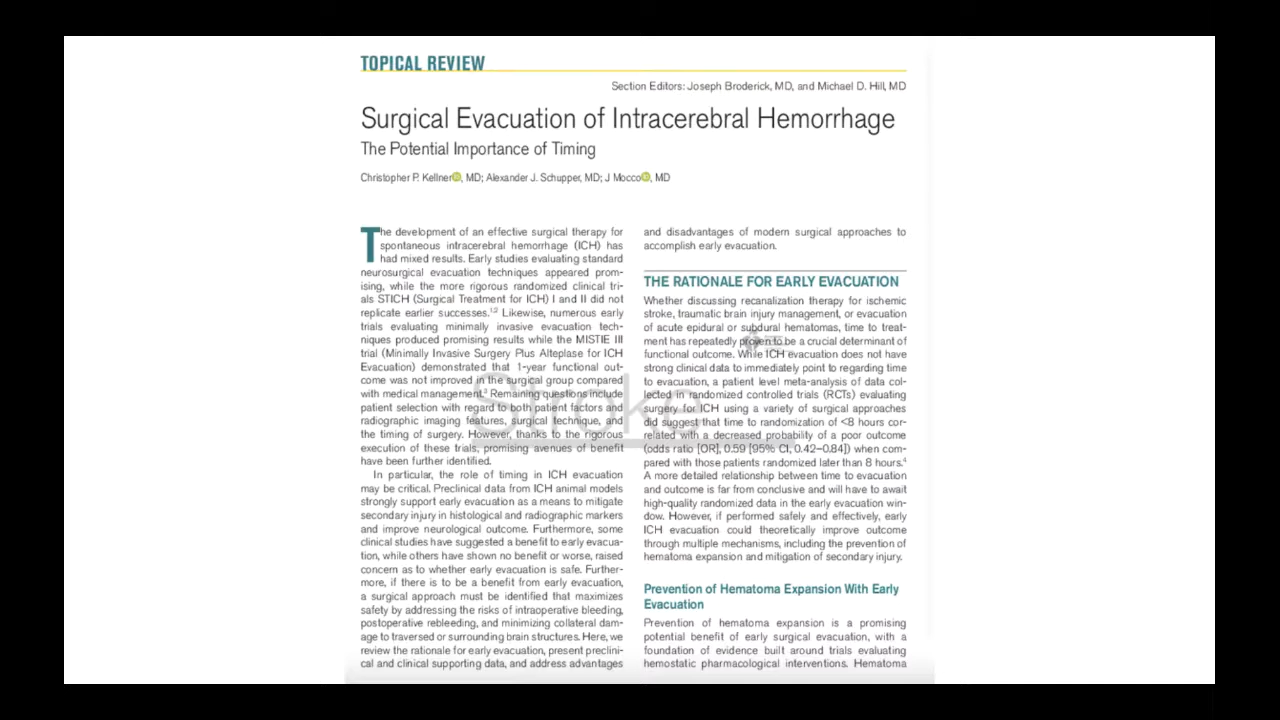 TOPICAL REVIEW
Section Editors: Joseph Broderick, MD, and Michael D. Hill, MD
Surgical Evacuation of Intracerebral Hemorrhage
The Potential Importance of Timing
Christopher P. Kellner, MD; Alexander J. Schupper, MD; J Mocco, MD
The development of an effective surgical therapy for
spontaneous intracerebral hemorrhage (ICH) has
had mixed results. Early studies evaluating standard
neurosurgical evacuation techniques appeared prom-
ising, while the more rigorous randomized clinical tri-
als STICH (Surgical Treatment for ICH) I and II did not
replicate earlier successes.1,2 Likewise, numerous early
trials evaluating minimally invasive evacuation tech-
niques produced promising results while the MISTIE III
trial (Minimally Invasive Surgery Plus Alteplase for ICH
Evacuation) demonstrated that 1-year functional out-
come was not improved in the surgical group compared
with medical management.3 Remaining questions include
patient selection with regard to both patient factors and
radiographic imaging features, surgical technique, and
the timing of surgery. However, thanks to the rigorous
execution of these trials, promising avenues of benefit
have been further identified.
In particular, the role of timing in ICH evacuation
may be critical. Preclinical data from ICH animal models
strongly support early evacuation as a means to mitigate
secondary injury in histological and radiographic markers
and improve neurological outcome. Furthermore, some
clinical studies have suggested a benefit to early evacua-
tion, while others have shown no benefit or worse, raised
concern as to whether early evacuation is safe. Further-
more, if there is to be a benefit from early evacuation,
a surgical approach must be identified that maximizes
safety by addressing the risks of intraoperative bleeding,
postoperative rebleeding, and minimizing collateral dam-
age to traversed or surrounding brain structures. Here, we
review the rationale for early evacuation, present preclini-
cal and clinical supporting data, and address advantages
and disadvantages of modern surgical approaches to
accomplish early evacuation.
THE RATIONALE FOR EARLY EVACUATION
Whether discussing recanalization therapy for ischemic
stroke, traumatic brain injury management, or evacuation
of acute epidural or subdural hematomas, time to treat-
ment has repeatedly proven to be a crucial determinant of
functional outcome. While ICH evacuation does not have
strong clinical data to immediately point to regarding time
to evacuation, a patient level meta-analysis of data col-
lected in randomized controlled trials (RCTs) evaluating
surgery for ICH using a variety of surgical approaches
did suggest that time to randomization of <8 hours cor-
related with a decreased probability of a poor outcome
(odds ratio [OR], 0.59 [95% CI, 0.42–0.84]) when com-
pared with those patients randomized later than 8 hours.4
A more detailed relationship between time to evacuation
and outcome is far from conclusive and will have to await
high-quality randomized data in the early evacuation win-
dow. However, if performed safely and effectively, early
ICH evacuation could theoretically improve outcome
through multiple mechanisms, including the prevention of
hematoma expansion and mitigation of secondary injury.
Prevention of Hematoma Expansion With Early
Evacuation
Prevention of hematoma expansion is a promising
potential benefit of early surgical evacuation, with a
foundation of evidence built around trials evaluating
hemostatic pharmacological interventions. Hematoma
Stroke